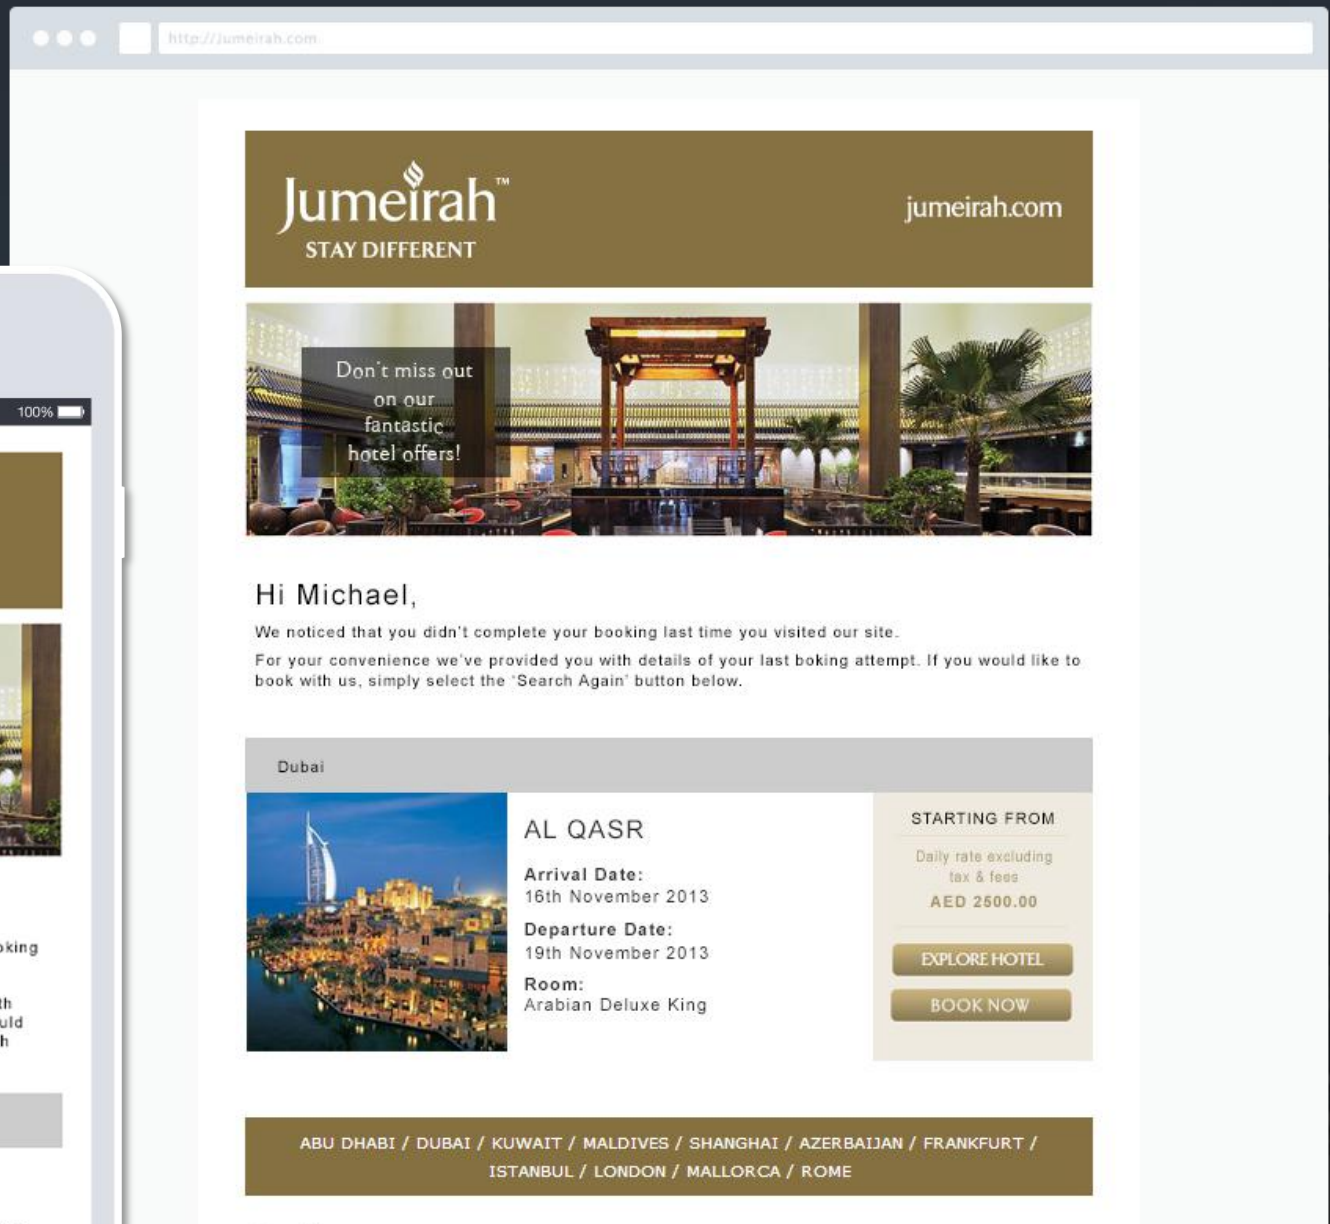 http://Jumeirah.com
Jumeirah™
STAY DIFFERENT
jumeirah.com
Don't miss out
on our
fantastic
hotel offers!
100%
Hi Michael,
We noticed that you didn't complete your booking last time you visited our site.
For your convenience we've provided you with details of your last boking attempt. If you would like to
book with us, simply select the 'Search Again' button below.
Dubai
AL QASR
Arrival Date:
16th November 2013
Departure Date:
19th November 2013
Room:
Arabian Deluxe King
STARTING FROM
Daily rate excluding
tax & fees
AED 2500.00
EXPLORE HOTEL
BOOK NOW
ABU DHABI / DUBAI / KUWAIT / MALDIVES / SHANGHAI / AZERBAIJAN / FRANKFURT /
ISTANBUL / LONDON / MALLORCA / ROME